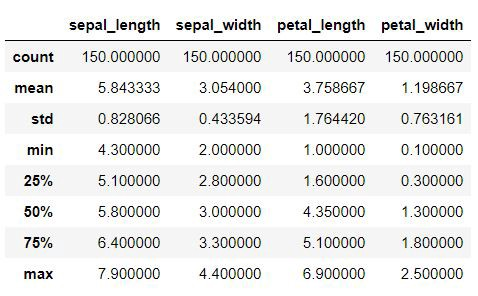 sepal_length sepal_width petal_length petal_width
count 150.000000 150.000000 150.000000 150.000000
mean 5.843333 3.054000 3.758667 1.198667
std 0.828066 0.433594 1.764420 0.763161
min 4.300000 2.000000 1.000000 0.100000
25% 5.100000 2.800000 1.600000 0.300000
50% 5.800000 3.000000 4.350000 1.300000
75% 6.400000 3.300000 5.100000 1.800000
max 7.900000 4.400000 6.900000 2.500000